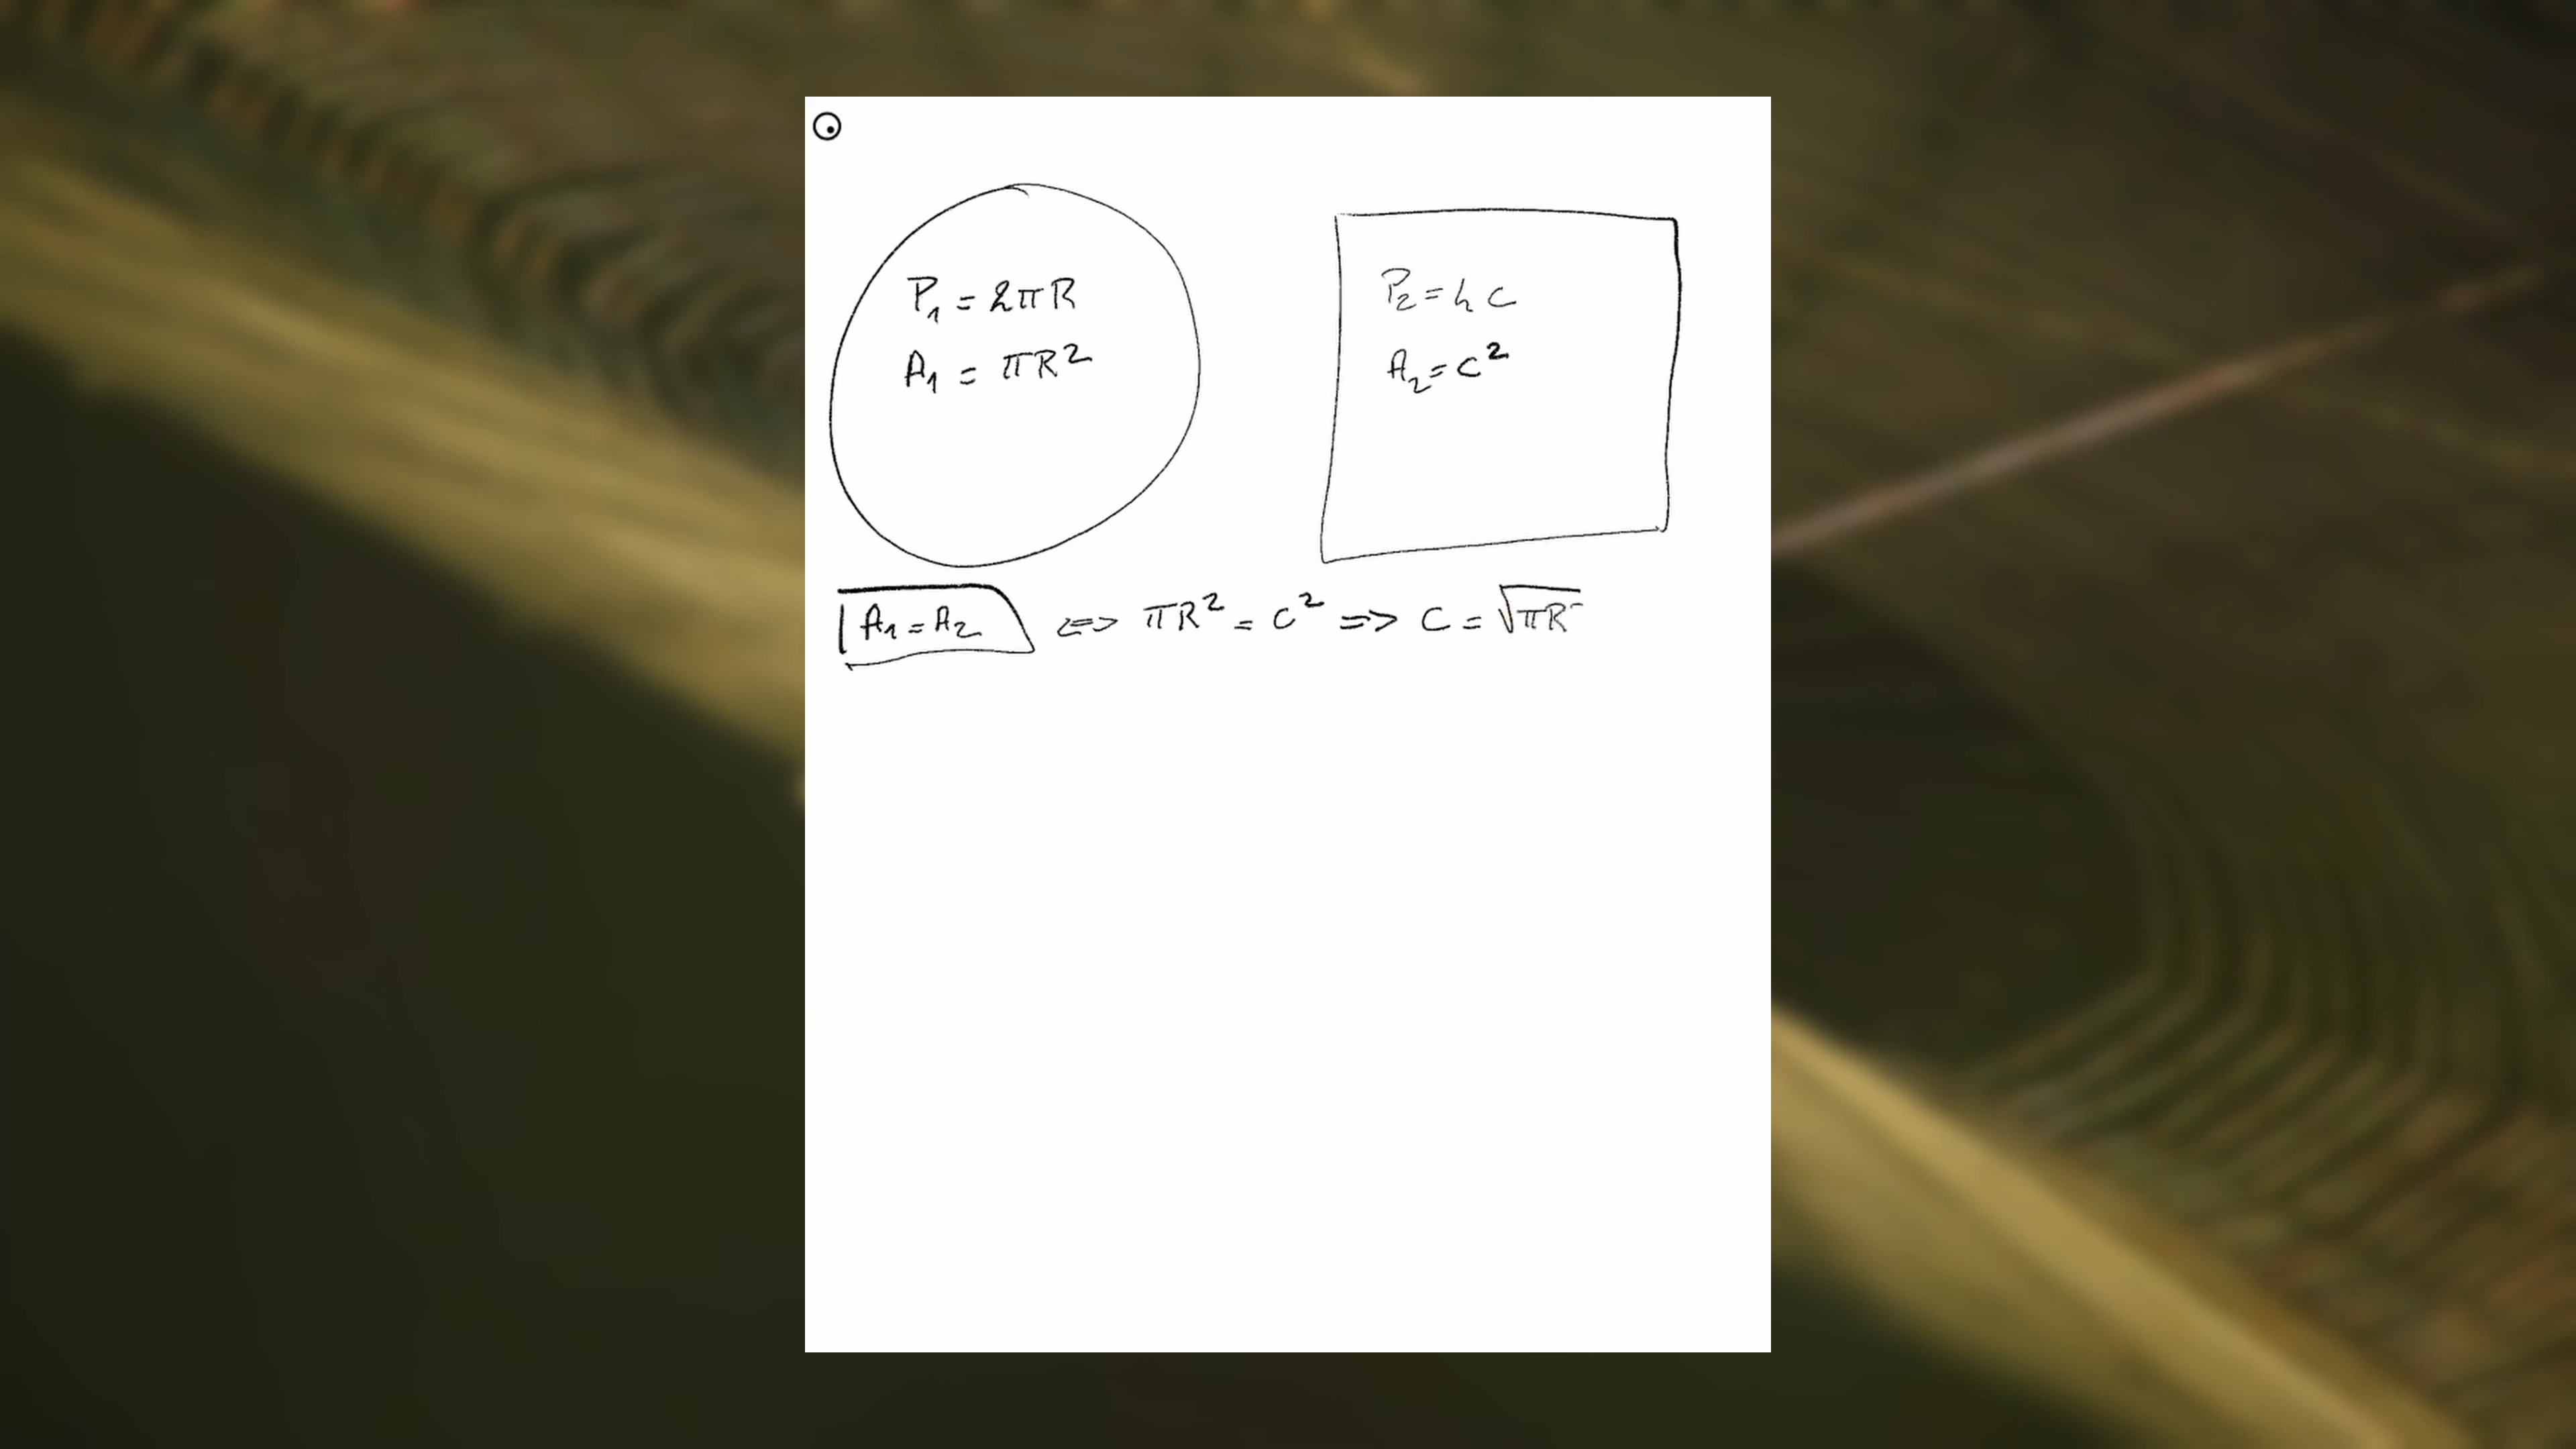 P₁ = 2πR
A₁ = πR²
P₂ = 4c
A₂ = c²
A₁ = A₂ <=> πR² = c² => C = √πR